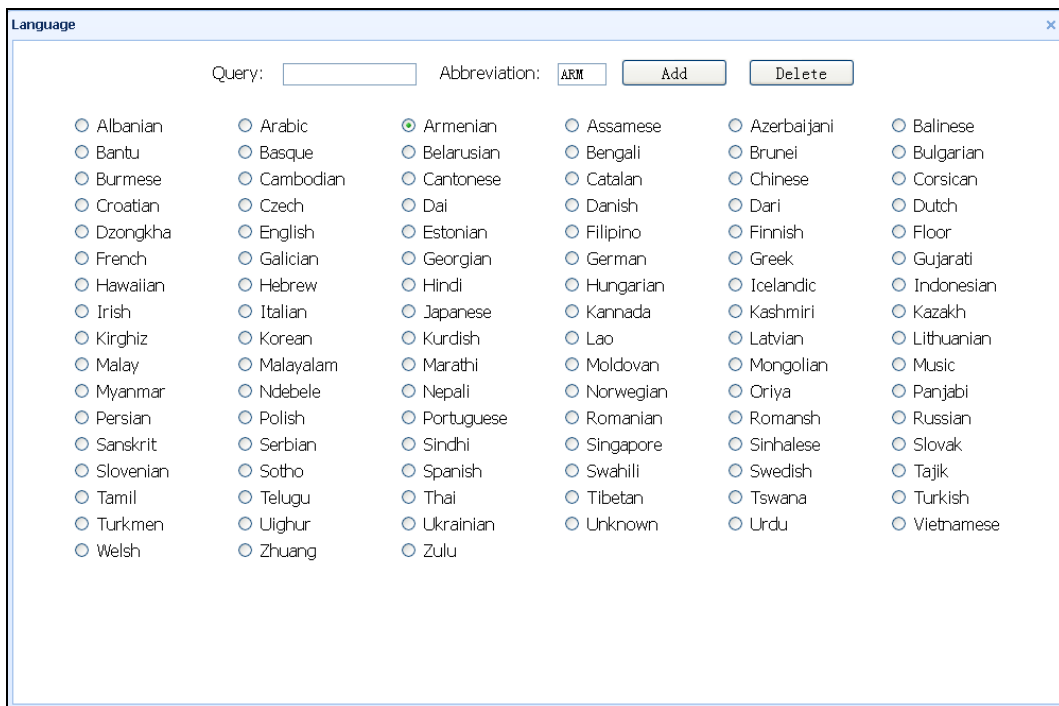 Language
Query: Abbreviation: ARM Add Delete
Albanian Arabic Armenian Assamese Azerbaijani Balinese
Bantu Basque Belarusian Bengali Brunei Bulgarian
Burmese Cambodian Cantonese Catalan Chinese Corsican
Croatian Czech Dai Danish Dari Dutch
Dzongkha English Estonian Filipino Finnish Floor
French Galician Georgian German Greek Gujarati
Hawaiian Hebrew Hindi Hungarian Icelandic Indonesian
Irish Italian Japanese Kannada Kashmiri Kazakh
Kirghiz Korean Kurdish Lao Latvian Lithuanian
Malay Malayalam Marathi Moldovan Mongolian Music
Myanmar Ndebele Nepali Norwegian Oriya Panjabi
Persian Polish Portuguese Romanian Romansh Russian
Sanskrit Serbian Sindhi Singapore Sinhalese Slovak
Slovenian Sotho Spanish Swahili Swedish Tajik
Tamil Telugu Thai Tibetan Tswana Turkish
Turkmen Uighur Ukrainian Unknown Urdu Vietnamese
Welsh Zhuang Zulu